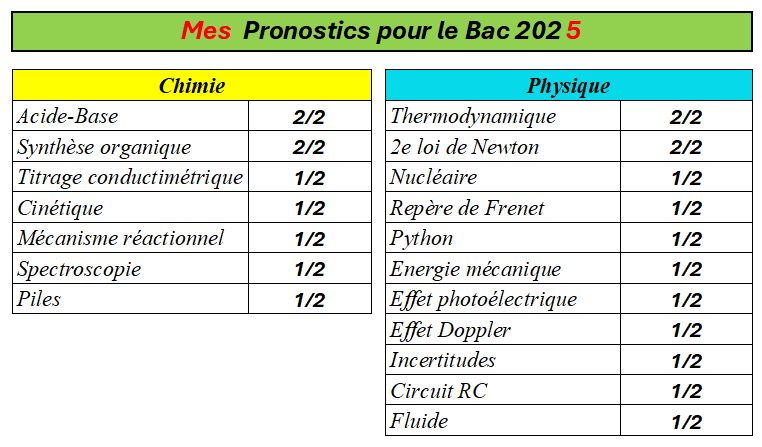 Mes Pronostics pour le Bac 2025
Chimie
Acide-Base 2/2
Synthèse organique 2/2
Titrage conductimétrique 1/2
Cinétique 1/2
Mécanisme réactionnel 1/2
Spectroscopie 1/2
Piles 1/2
Physique
Thermodynamique 2/2
2e loi de Newton 2/2
Nucléaire 1/2
Repère de Frenet 1/2
Python 1/2
Energie mécanique 1/2
Effet photoélectrique 1/2
Effet Doppler 1/2
Incertitudes 1/2
Circuit RC 1/2
Fluide 1/2